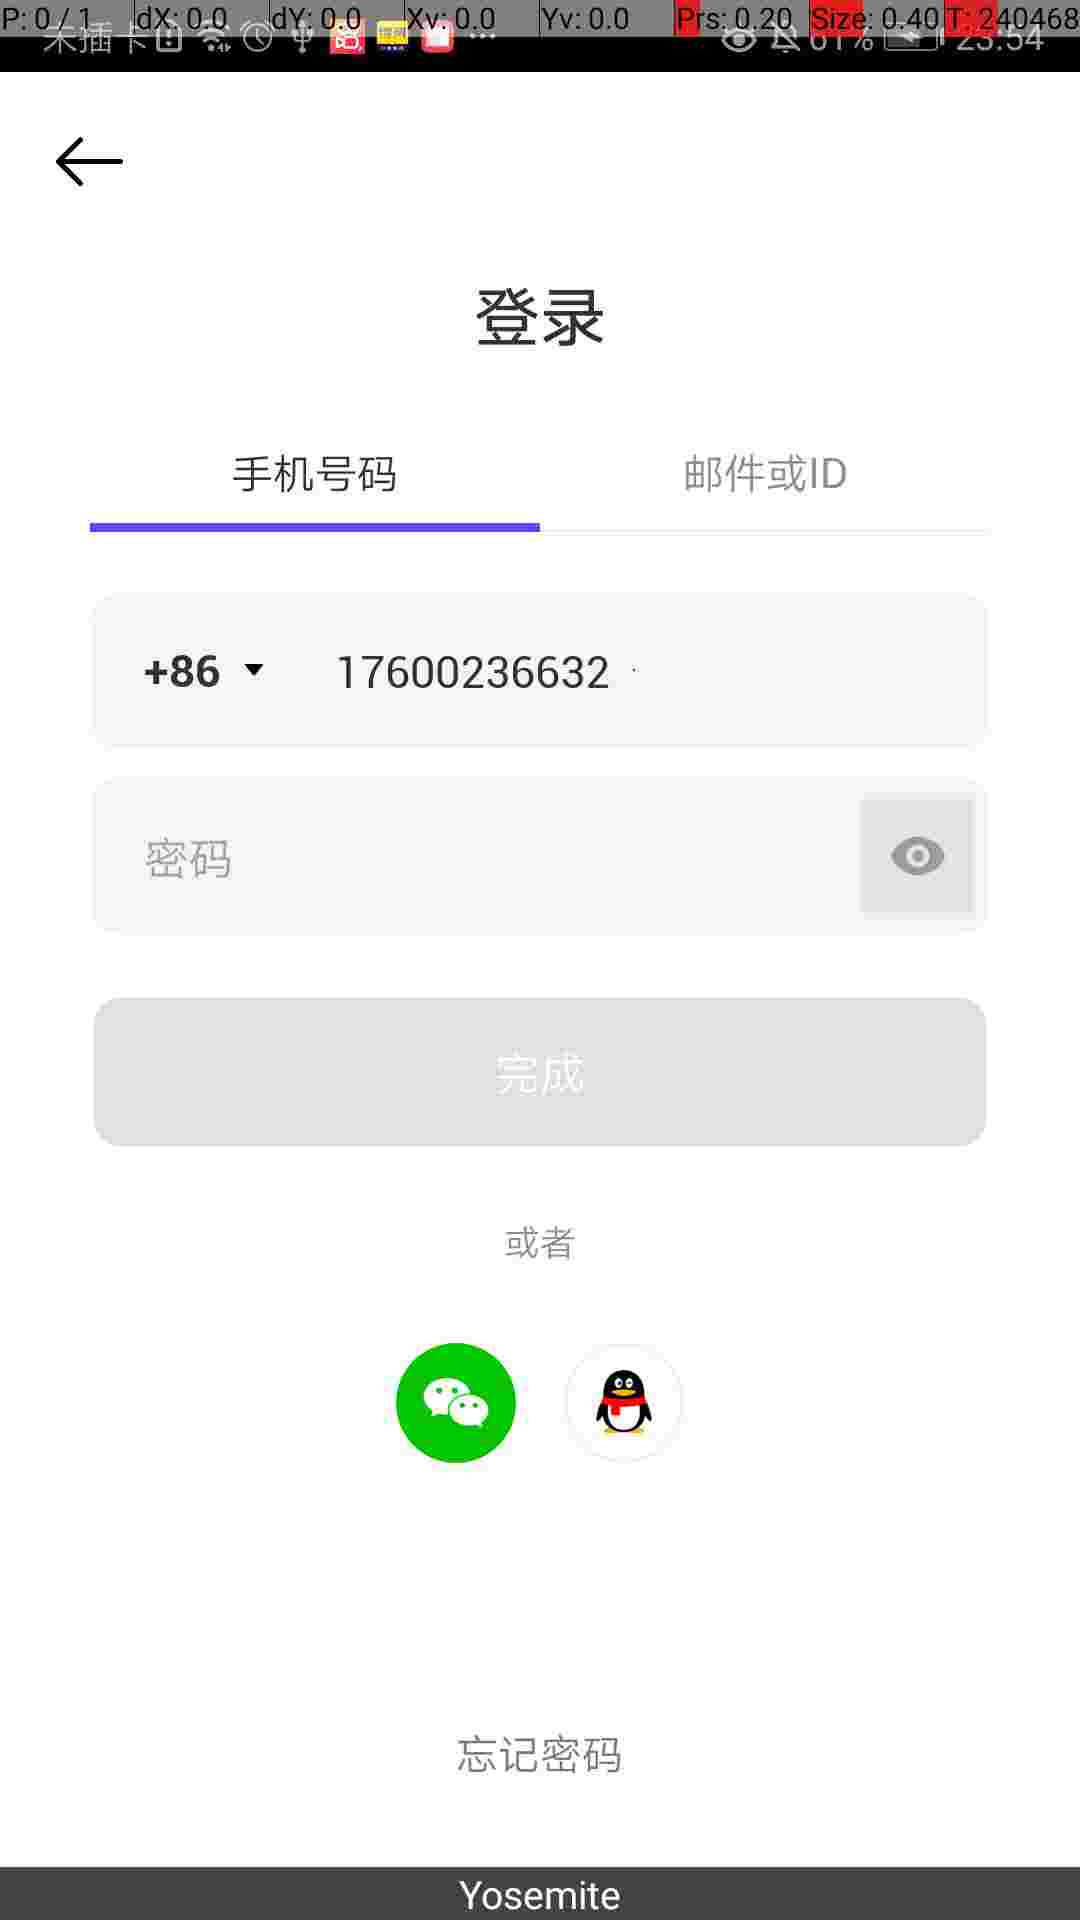 P: 0 / 1 dX: 0.0 dY: 0.0 Xv: 0.0 Yv: 0.0 Prs: 0.20 Size: 0.40 T: 240468
未插卡 61% 23:54
登录
手机号码 邮件或ID
+86 17600236632
密码
完成
或者
忘记密码
Yosemite